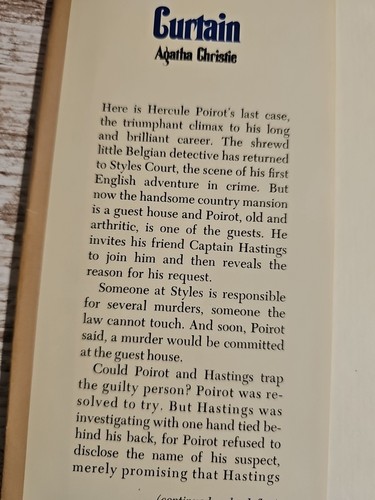 Curtain
Agatha Christie
Here is Hercule Poirot's last case,
the triumphant climax to his long
and brilliant career. The shrewd
little Belgian detective has returned
to Styles Court, the scene of his first
English adventure in crime. But
now the handsome country mansion
is a guest house and Poirot, old and
arthritic, is one of the guests. He
invites his friend Captain Hastings
to join him and then reveals the
reason for his request.
Someone at Styles is responsible
for several murders, someone the
law cannot touch. And soon, Poirot
said, a murder would be committed
at the guest house.
Could Poirot and Hastings trap
the guilty person? Poirot was re-
solved to try. But Hastings was
investigating with one hand tied be-
hind his back, for Poirot refused to
disclose the name of his suspect,
merely promising that Hastings
(continued